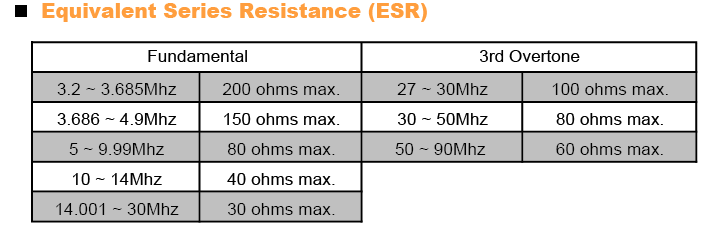 ■ Equivalent Series Resistance (ESR)
Fundamental 3rd Overtone
3.2 ~ 3.685Mhz 200 ohms max. 27 ~ 30Mhz 100 ohms max.
3.686 ~ 4.9Mhz 150 ohms max. 30 ~ 50Mhz 80 ohms max.
5 ~ 9.99Mhz 80 ohms max. 50 ~ 90Mhz 60 ohms max.
10 ~ 14Mhz 40 ohms max.
14.001 ~ 30Mhz 30 ohms max.